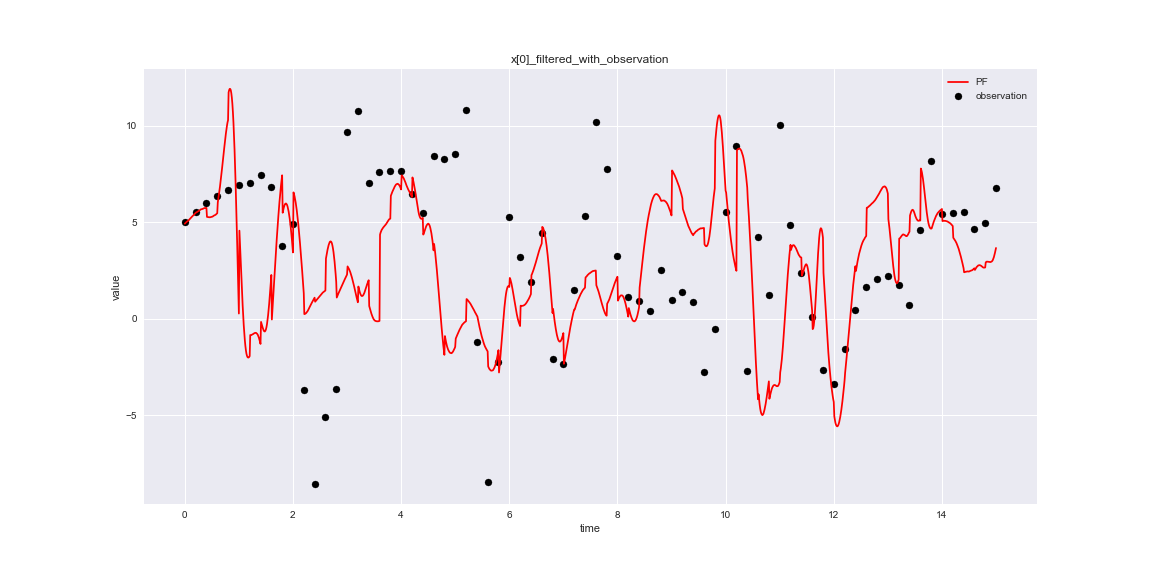 x[0]_filtered_with_observation
PF
observation
10
5
0
−5
value
0
2
4
6
8
10
12
14
time